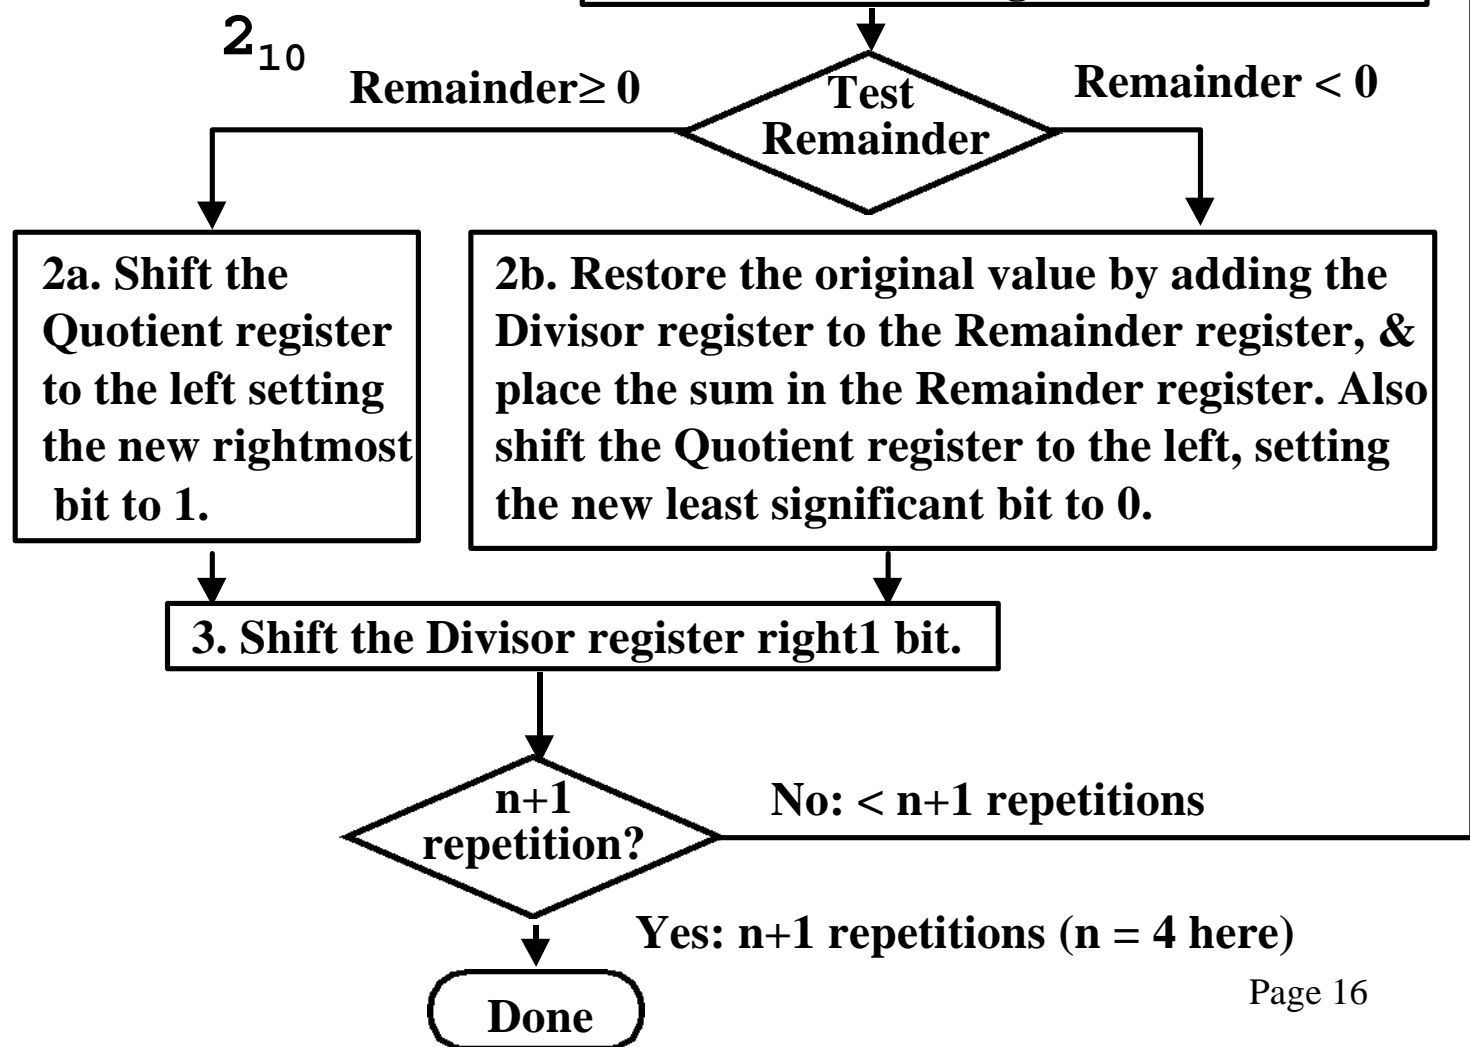 2₁₀
Remainder≥ 0
Test
Remainder
Remainder < 0
2a. Shift the
Quotient register
to the left setting
the new rightmost
bit to 1.
2b. Restore the original value by adding the
Divisor register to the Remainder register, &
place the sum in the Remainder register. Also
shift the Quotient register to the left, setting
the new least significant bit to 0.
3. Shift the Divisor register right1 bit.
n+1
repetition?
No: < n+1 repetitions
Yes: n+1 repetitions (n = 4 here)
Done
Page 16